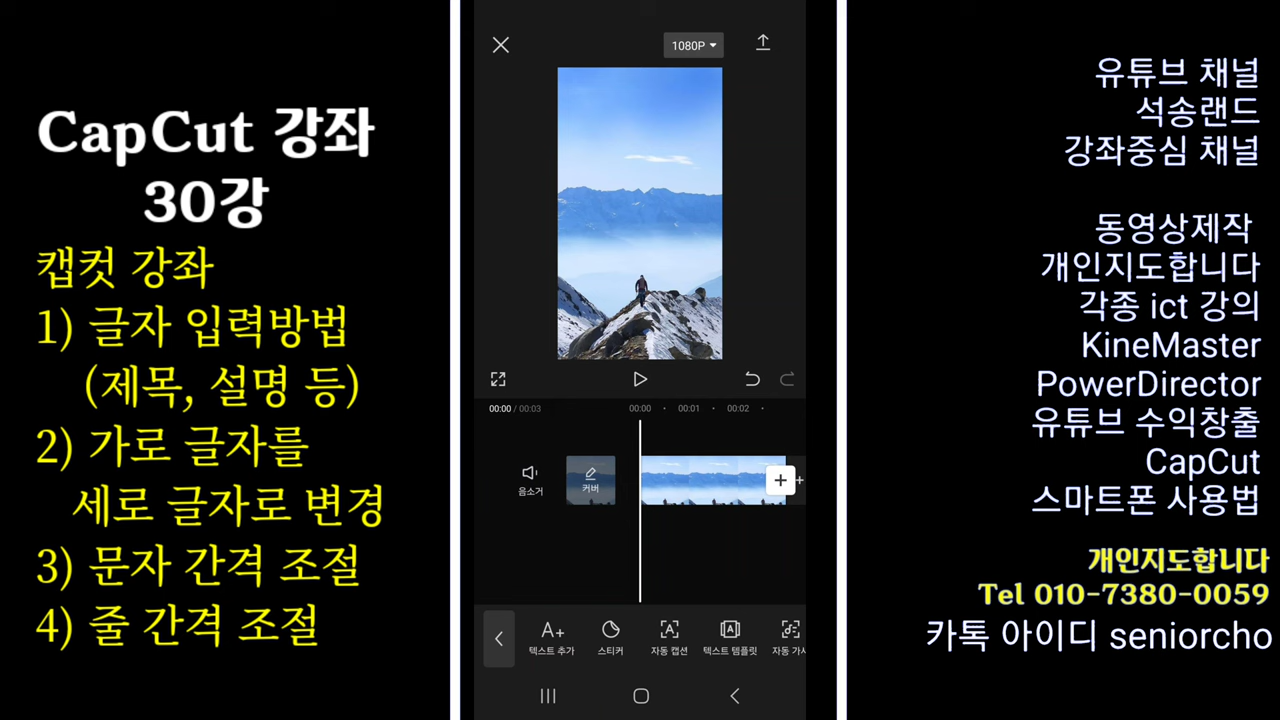 CapCut 강좌
30강
캡컷 강좌
1) 글자 입력방법
(제목, 설명 등)
2) 가로 글자를
세로 글자로 변경
3) 문자 간격 조절
4) 줄 간격 조절
1080P
00:00 / 00:03
00:00
00:01
00:02
음소거
커버
텍스트 추가
스티커
자동 캡션
텍스트 템플릿
자동 가사
유튜브 채널
석송랜드
강좌중심 채널
동영상제작
개인지도합니다
각종 ict 강의
KineMaster
PowerDirector
유튜브 수익창출
CapCut
스마트폰 사용법
개인지도합니다
Tel 010-7380-0059
카톡 아이디 seniorcho